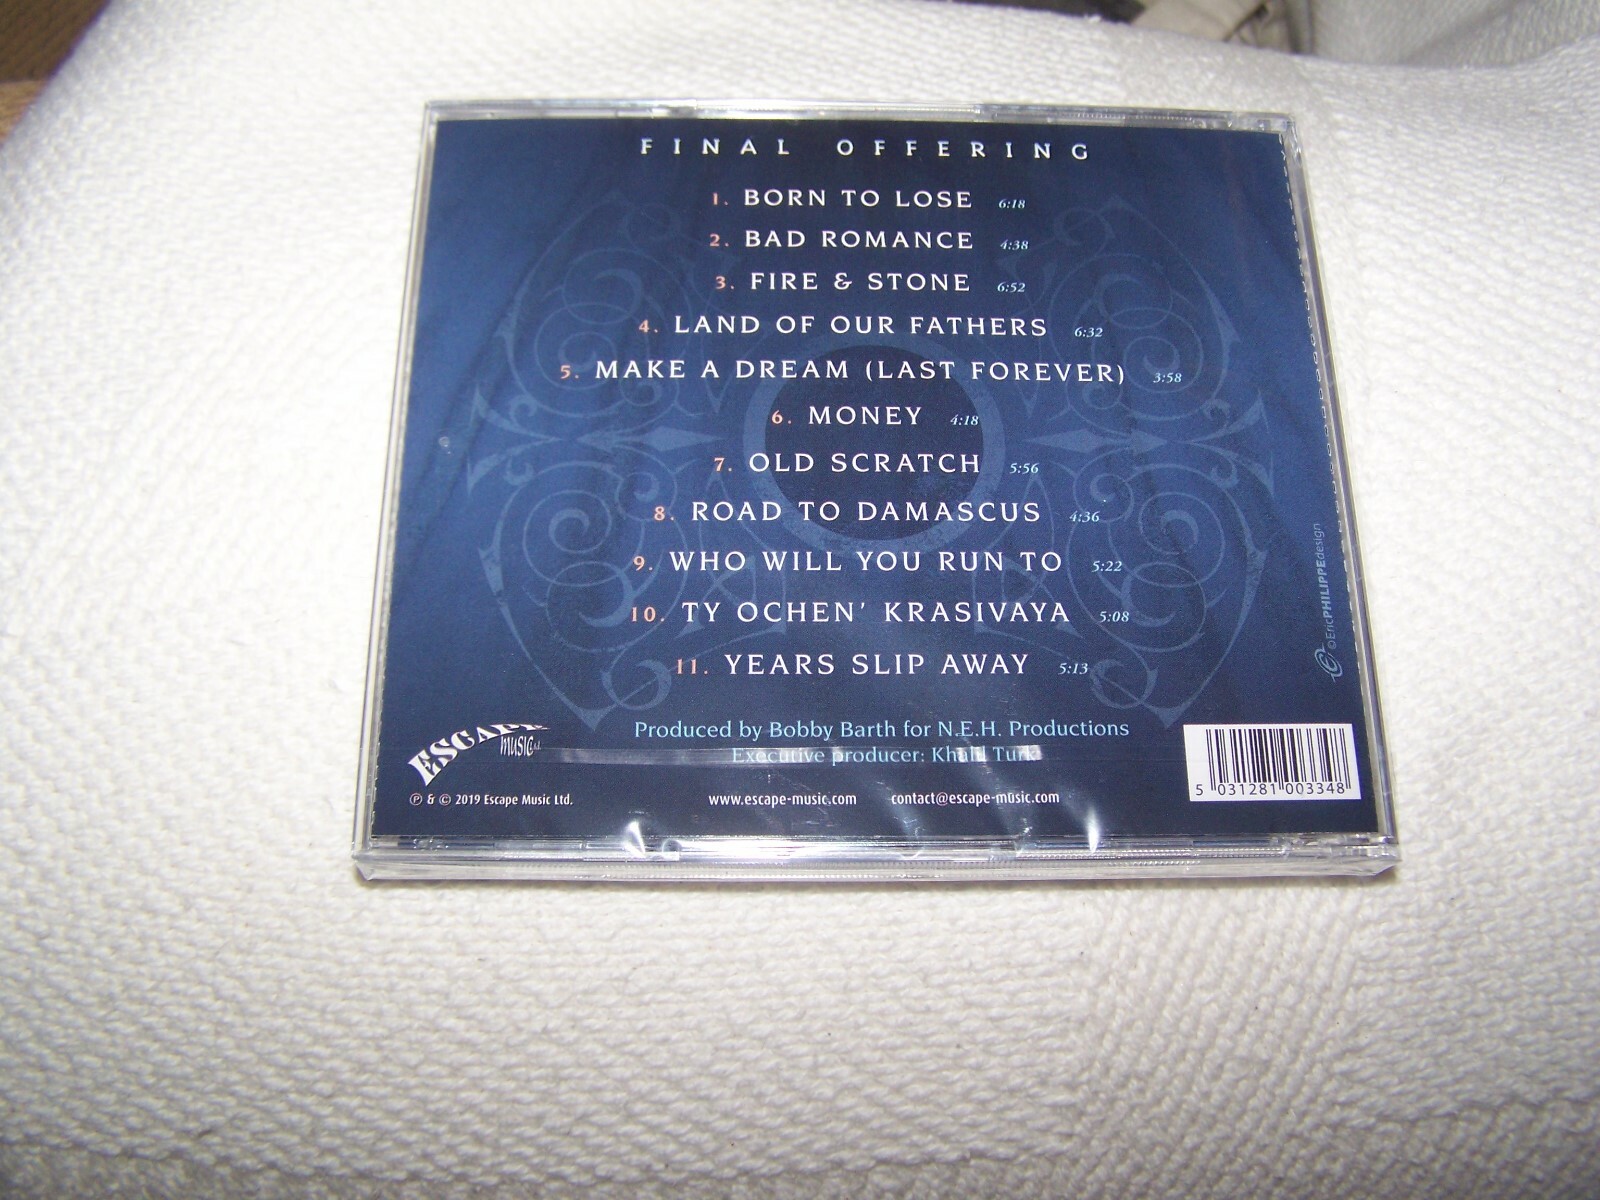 FINAL OFFERING
1. BORN TO LOSE 6:18
2. BAD ROMANCE 4:38
3. FIRE & STONE 6:52
4. LAND OF OUR FATHERS 6:32
5. MAKE A DREAM (LAST FOREVER) 3:58
6. MONEY 4:18
7. OLD SCRATCH 5:56
8. ROAD TO DAMASCUS 4:36
9. WHO WILL YOU RUN TO 5:22
10. TY OCHEN' KRASIVAYA 5:08
11. YEARS SLIP AWAY 5:13
Produced by Bobby Barth for N.E.H. Productions
Executive producer: Khalil Turk
ESCAPE
music
℗ & © 2019 Escape Music Ltd.
www.escape-music.com contact@escape-music.com
5 031281 003348
© EricPHILIPPEdesign